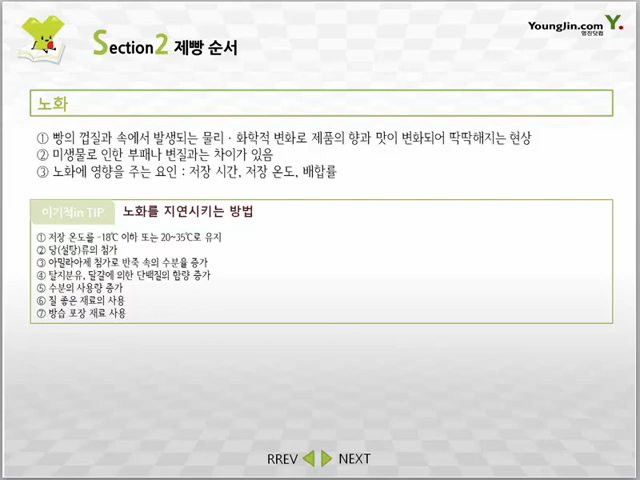 YoungJin.com Y.
영진닷컴
Section2 제빵 순서
노화
① 빵의 껍질과 속에서 발생되는 물리 · 화학적 변화로 제품의 향과 맛이 변화되어 딱딱해지는 현상
② 미생물로 인한 부패나 변질과는 차이가 있음
③ 노화에 영향을 주는 요인 : 저장 시간, 저장 온도, 배합률
이기적in TIP 노화를 지연시키는 방법
① 저장 온도를 -18℃ 이하 또는 20~35℃로 유지
② 당(설탕)류의 첨가
③ 아밀라아제 첨가로 반죽 속의 수분율 증가
④ 탈지분유, 달걀에 의한 단백질의 함량 증가
⑤ 수분의 사용량 증가
⑥ 질 좋은 재료의 사용
⑦ 방습 포장 재료 사용
RREV NEXT